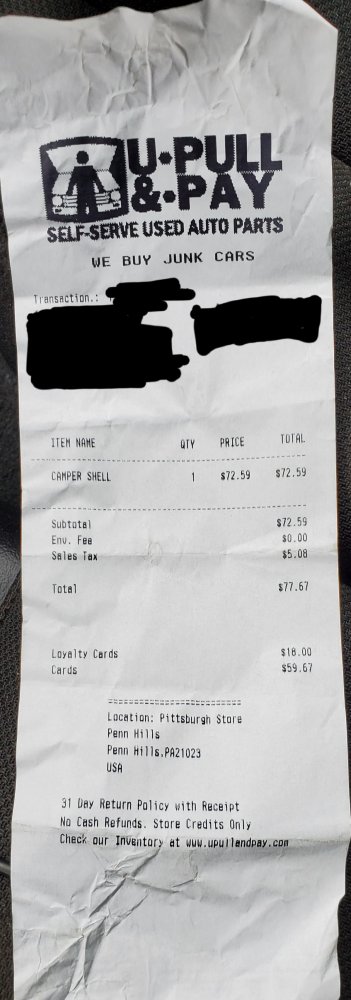 U•PULL
&•PAY
SELF-SERVE USED AUTO PARTS
WE BUY JUNK CARS
Transaction.:
ITEM NAME QTY PRICE TOTAL
CAMPER SHELL 1 $72.59 $72.59
Subtotal $72.59
Env. Fee $0.00
Sales Tax $5.08
Total $77.67
Loyalty Cards $18.00
Cards $59.67
Location: Pittsburgh Store
Penn Hills
Penn Hills,PA21023
USA
31 Day Return Policy with Receipt
No Cash Refunds. Store Credits Only
Check our Inventory at www.upullandpay.com